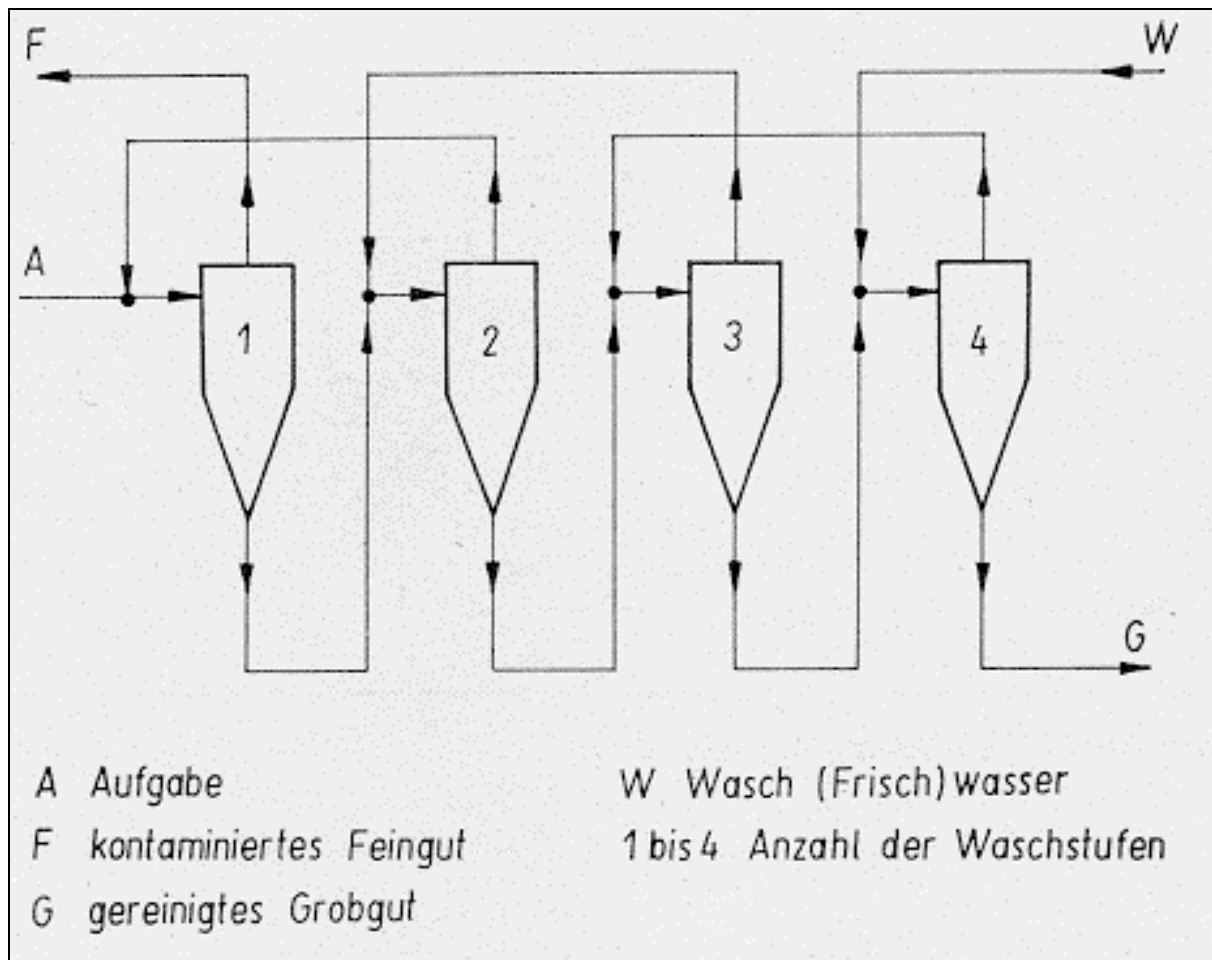 F
W
A
1
2
3
4
G
A Aufgabe
W Wasch (Frisch) wasser
F kontaminiertes Feingut
1 bis 4 Anzahl der Waschstufen
G gereinigtes Grobgut